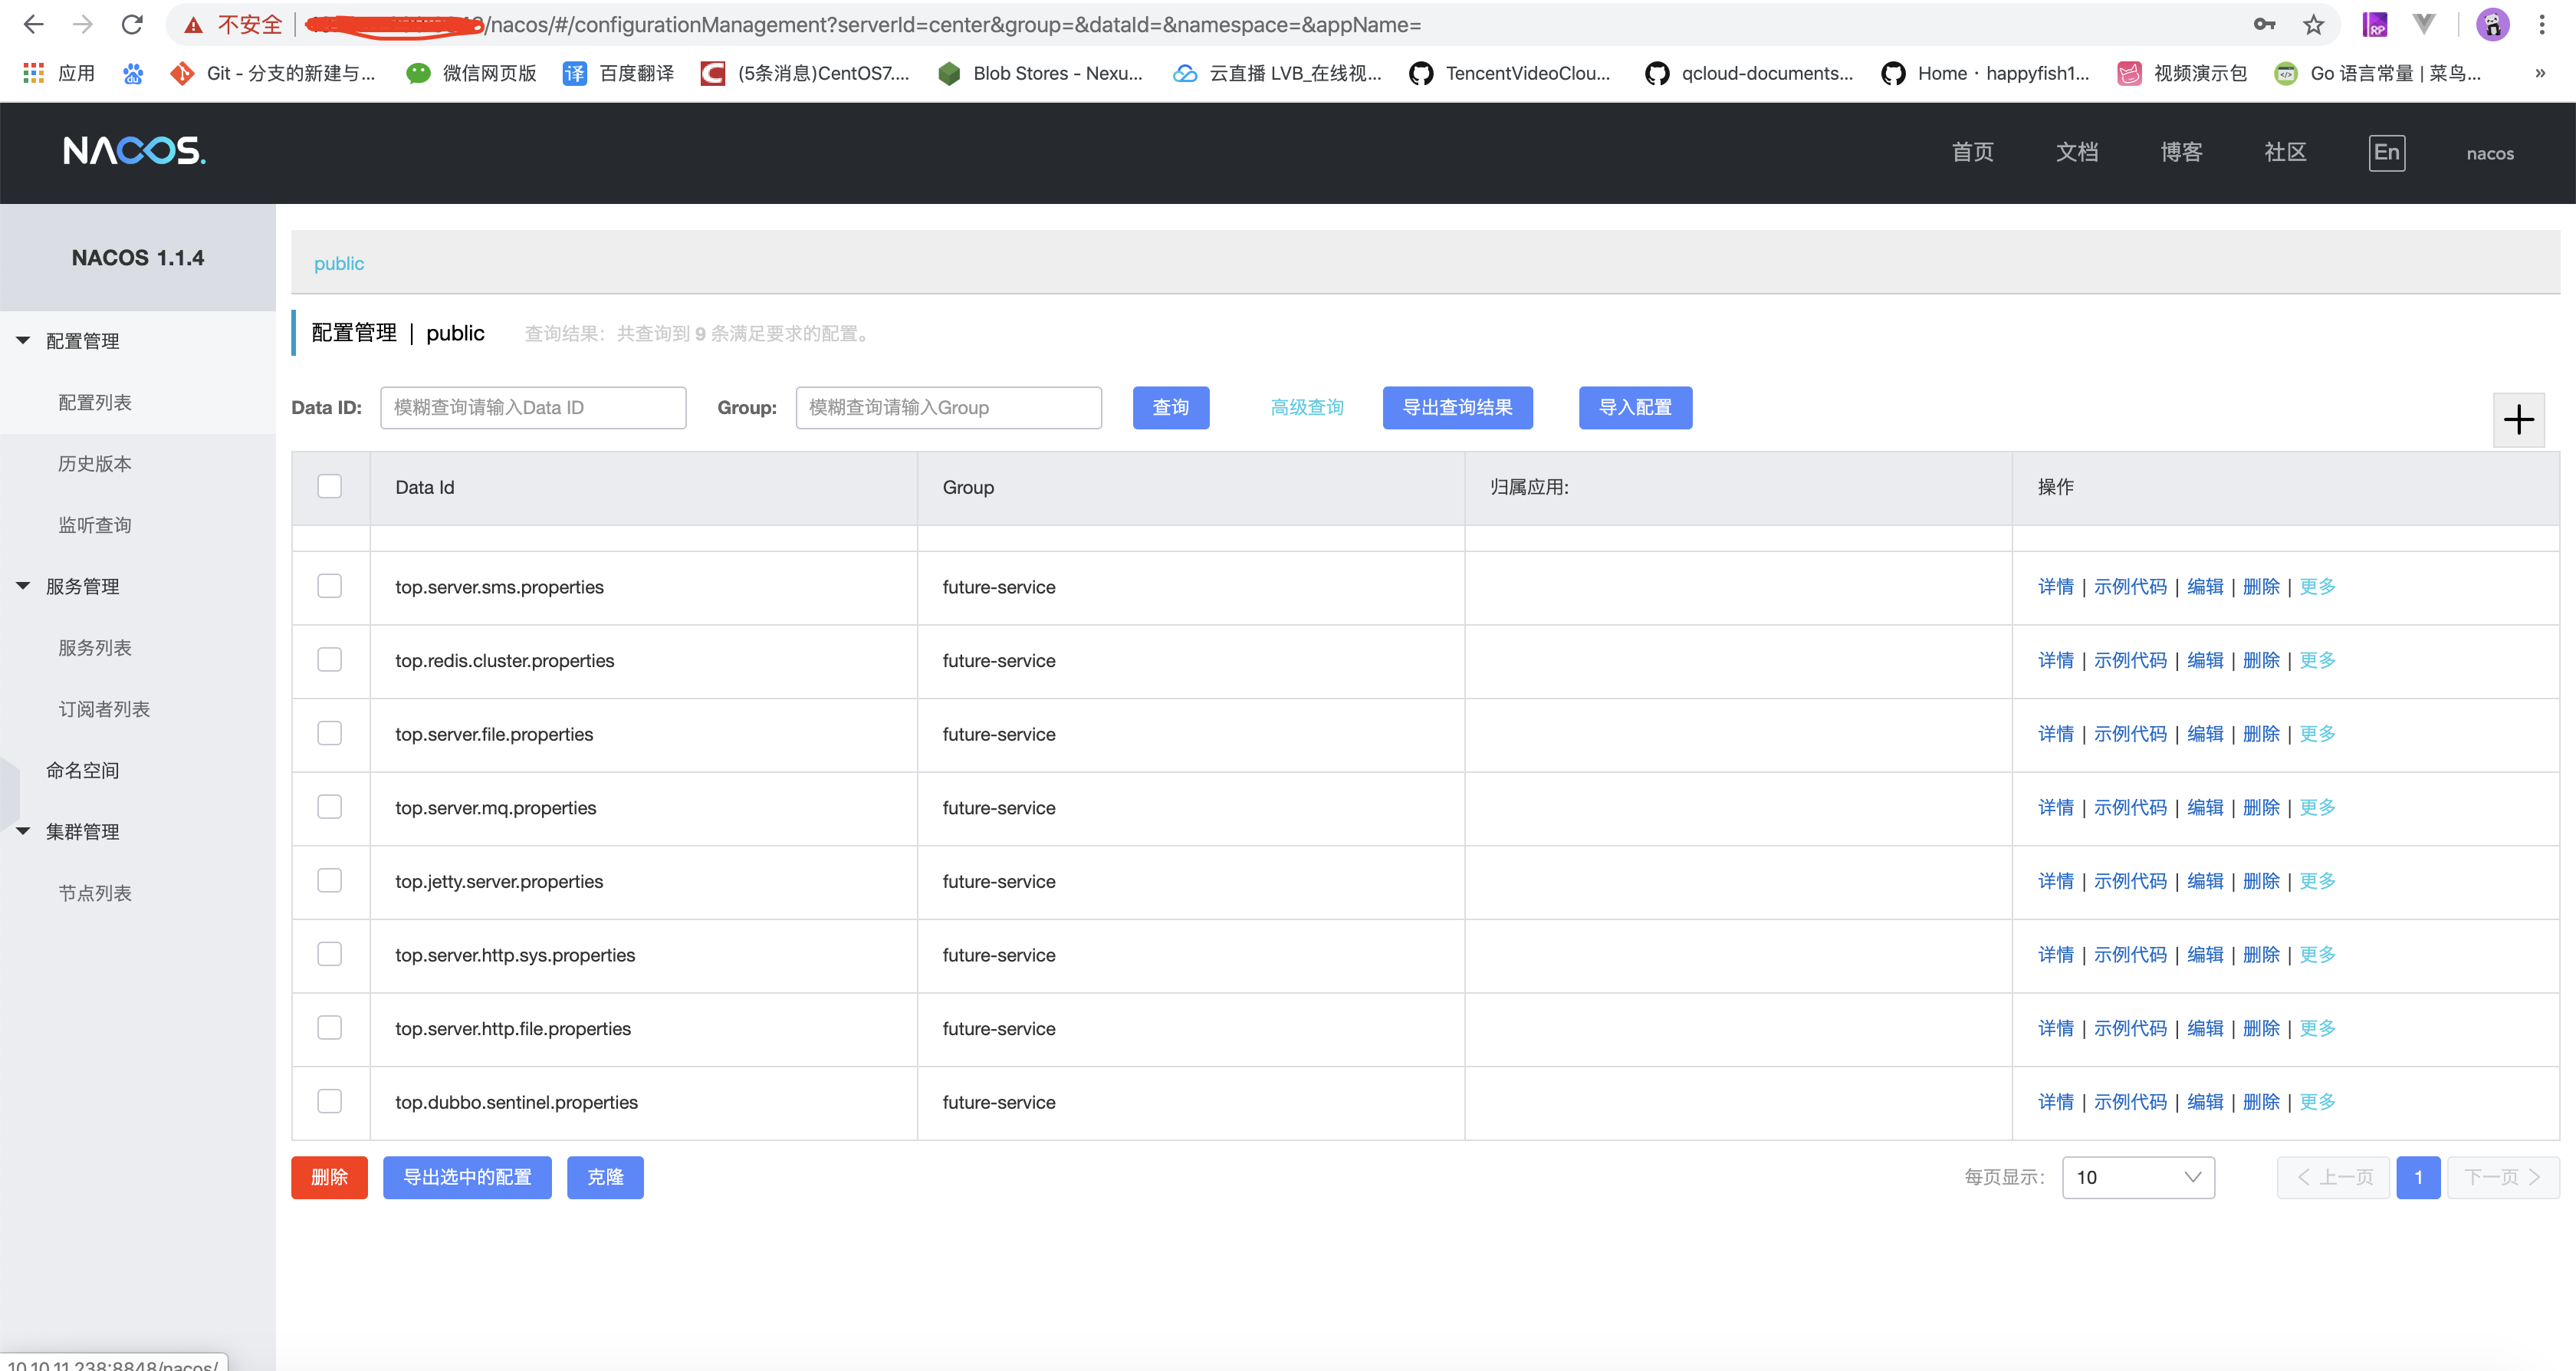 不安全 /nacos/#/configurationManagement?serverId=center&group=&dataId=&namespace=&appName=
应用 Git - 分支的新建与... 微信网页版 译 百度翻译 (5条消息)CentOS7.... Blob Stores - Nexu... 云直播 LVB_在线视... TencentVideoClou... qcloud-documents... Home · happyfish1... 视频演示包 Go 语言常量 | 菜鸟... »
NACOS. 首页 文档 博客 社区 En nacos
NACOS 1.1.4
配置管理
配置列表
历史版本
监听查询
服务管理
服务列表
订阅者列表
命名空间
集群管理
节点列表
public
配置管理 | public 查询结果：共查询到 9 条满足要求的配置。
Data ID: 模糊查询请输入Data ID Group: 模糊查询请输入Group 查询 高级查询 导出查询结果 导入配置
Data Id Group 归属应用: 操作
top.server.sms.properties future-service 详情 | 示例代码 | 编辑 | 删除 | 更多
top.redis.cluster.properties future-service 详情 | 示例代码 | 编辑 | 删除 | 更多
top.server.file.properties future-service 详情 | 示例代码 | 编辑 | 删除 | 更多
top.server.mq.properties future-service 详情 | 示例代码 | 编辑 | 删除 | 更多
top.jetty.server.properties future-service 详情 | 示例代码 | 编辑 | 删除 | 更多
top.server.http.sys.properties future-service 详情 | 示例代码 | 编辑 | 删除 | 更多
top.server.http.file.properties future-service 详情 | 示例代码 | 编辑 | 删除 | 更多
top.dubbo.sentinel.properties future-service 详情 | 示例代码 | 编辑 | 删除 | 更多
删除 导出选中的配置 克隆 每页显示: 10 上一页 1 下一页
10.10.11.238:8848/nacos/